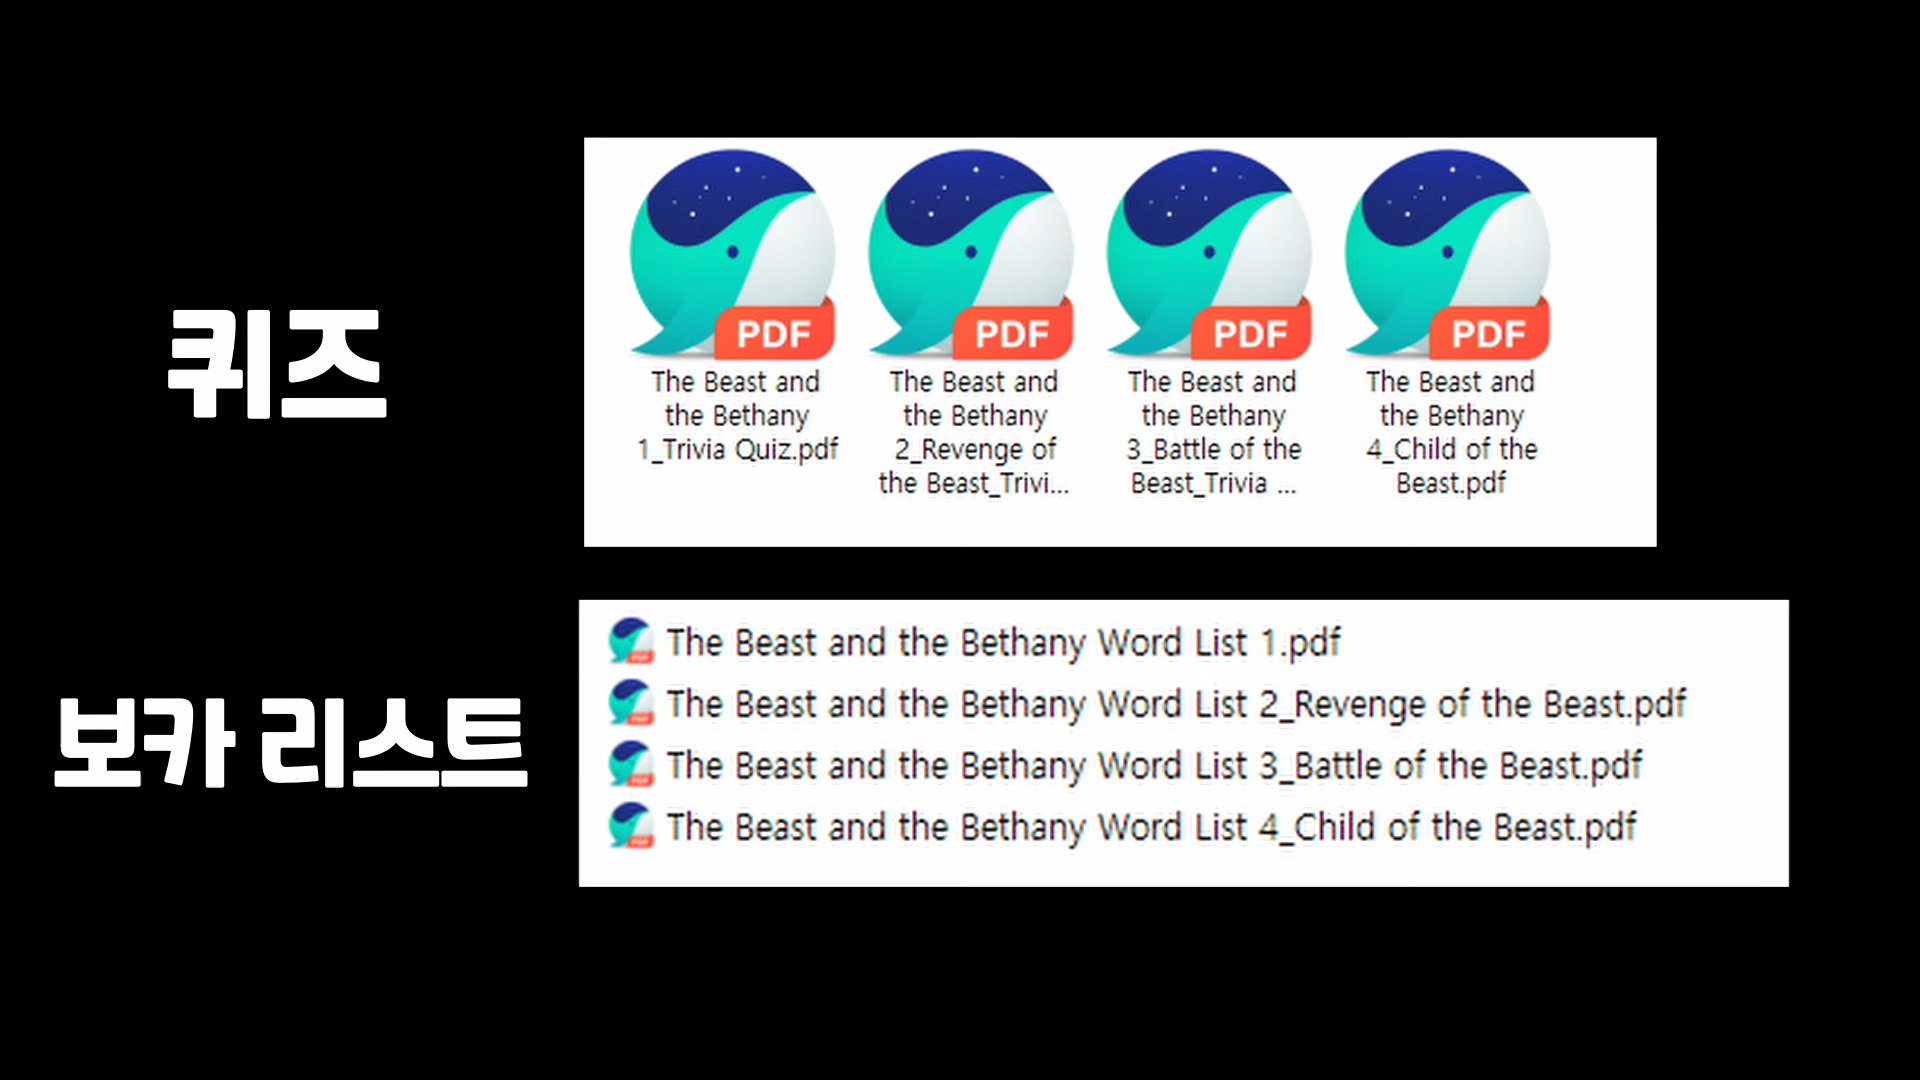 퀴즈
PDF
PDF
PDF
PDF
The Beast and
the Bethany
1_Trivia Quiz.pdf
The Beast and
the Bethany
2_Revenge of
the Beast_Trivi...
The Beast and
the Bethany
3_Battle of the
Beast_Trivia ...
The Beast and
the Bethany
4_Child of the
Beast.pdf
보카 리스트
The Beast and the Bethany Word List 1.pdf
The Beast and the Bethany Word List 2_Revenge of the Beast.pdf
The Beast and the Bethany Word List 3_Battle of the Beast.pdf
The Beast and the Bethany Word List 4_Child of the Beast.pdf